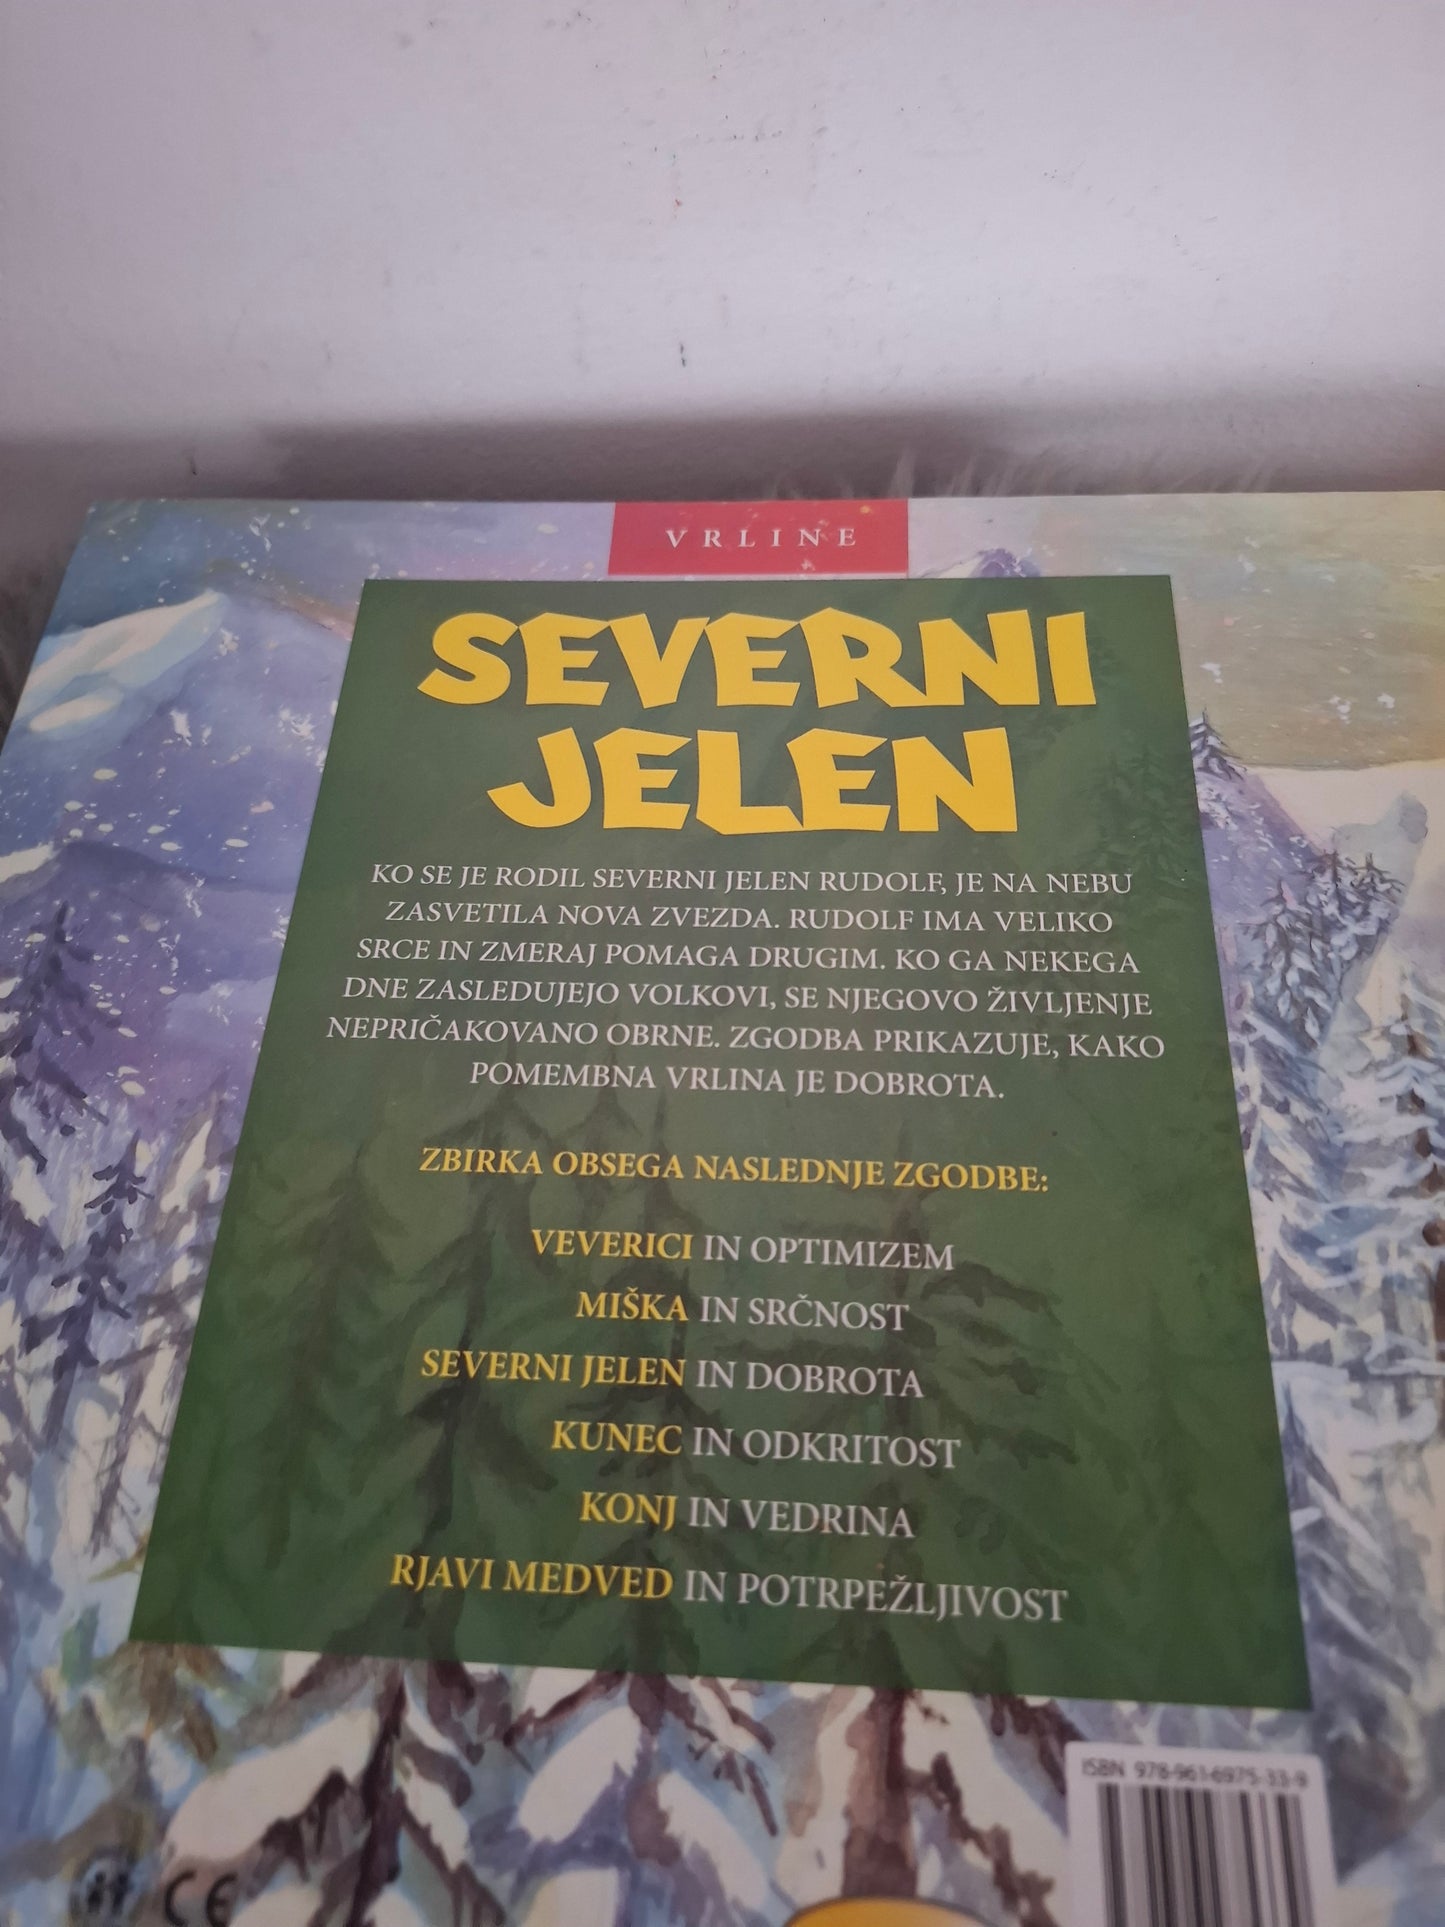 VRLINE
SEVERNI
JELEN
KO SE JE RODIL SEVERNI JELEN RUDOLF, JE NA NEBU
ZASVETILA NOVA ZVEZDA. RUDOLF IMA VELIKO
SRCE IN ZMERAJ POMAGA DRUGIM. KO GA NEKEGA
DNE ZASLEDUJEJO VOLKOVI, SE NJEGOVO ŽIVLJENJE
NEPRIČAKOVANO OBRNE. ZGODBA PRIKAZUJE, KAKO
POMEMBNA VRLINA JE DOBROTA.
ZBIRKA OBSEGA NASLEDNJE ZGODBE:
VEVERICI IN OPTIMIZEM
MIŠKA IN SRČNOST
SEVERNI JELEN IN DOBROTA
KUNEC IN ODKRITOST
KONJ IN VEDRINA
RJAVI MEDVED IN POTRPEŽLJIVOST
ISBN 978-961-6975-33-9
CE